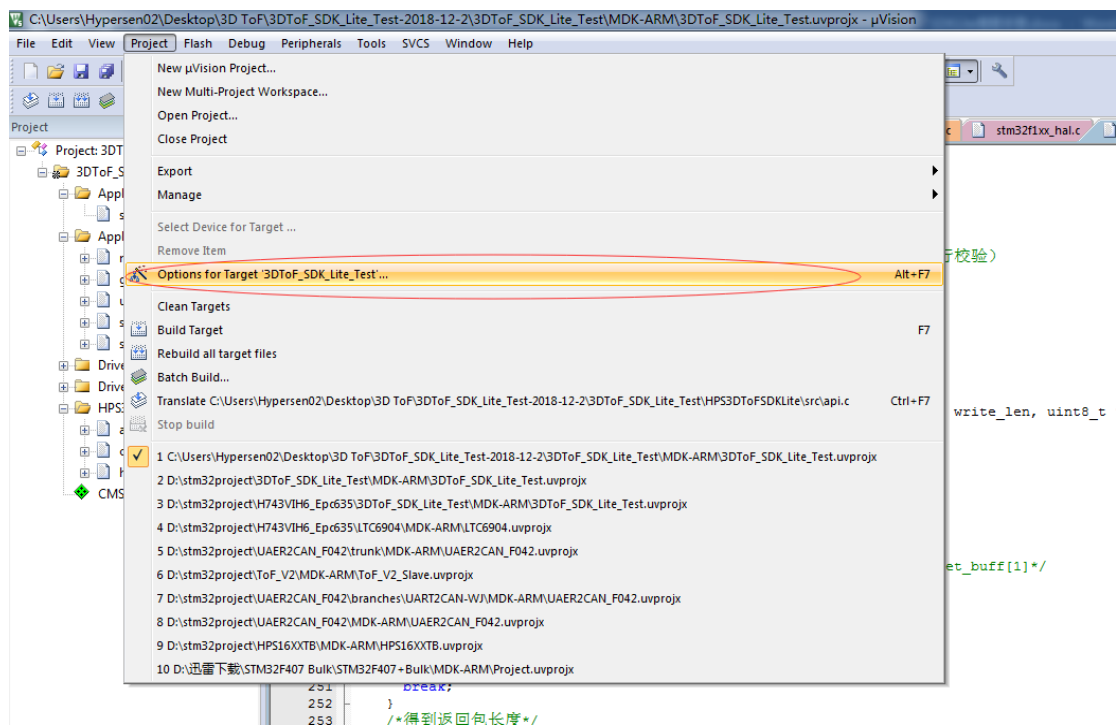 C:\Users\Hypersen02\Desktop\3D ToF\3DToF_SDK_Lite_Test-2018-12-2\3DToF_SDK_Lite_Test\MDK-ARM\3DToF_SDK_Lite_Test.uvprojx - µVision
File Edit View Project Flash Debug Peripherals Tools SVCS Window Help
New µVision Project...
New Multi-Project Workspace...
Open Project...
Close Project
Export
Manage
Select Device for Target ...
Remove Item
Options for Target '3DToF_SDK_Lite_Test'... Alt+F7
Clean Targets
Build Target F7
Rebuild all target files
Batch Build...
Translate C:\Users\Hypersen02\Desktop\3D ToF\3DToF_SDK_Lite_Test-2018-12-2\3DToF_SDK_Lite_Test\HPS3DToFSDKLite\src\api.c Ctrl+F7
Stop build
1 C:\Users\Hypersen02\Desktop\3D ToF\3DToF_SDK_Lite_Test-2018-12-2\3DToF_SDK_Lite_Test\MDK-ARM\3DToF_SDK_Lite_Test.uvprojx
2 D:\stm32project\3DToF_SDK_Lite_Test\MDK-ARM\3DToF_SDK_Lite_Test.uvprojx
3 D:\stm32project\H743VIH6_Epc635\3DToF_SDK_Lite_Test\MDK-ARM\3DToF_SDK_Lite_Test.uvprojx
4 D:\stm32project\H743VIH6_Epc635\LTC6904\MDK-ARM\LTC6904.uvprojx
5 D:\stm32project\UAER2CAN_F042\trunk\MDK-ARM\UAER2CAN_F042.uvprojx
6 D:\stm32project\ToF_V2\MDK-ARM\ToF_V2_Slave.uvprojx
7 D:\stm32project\UAER2CAN_F042\branches\UART2CAN-WJ\MDK-ARM\UAER2CAN_F042.uvprojx
8 D:\stm32project\UAER2CAN_F042\MDK-ARM\UAER2CAN_F042.uvprojx
9 D:\stm32project\HPS16XXTB\MDK-ARM\HPS16XXTB.uvprojx
10 D:\迅雷下载\STM32F407 Bulk\STM32F407+Bulk\MDK-ARM\Project.uvprojx
Project
Project: 3DT
3DToF_S
Appl
s
Appl
g
u
s
s
Drive
Drive
HPS3
CMS
c stm32f1xx_hal.c
行校验)
write_len, uint8_t
et_buff[1]*/
251 break;
252 }
253 /*得到返回包长度*/